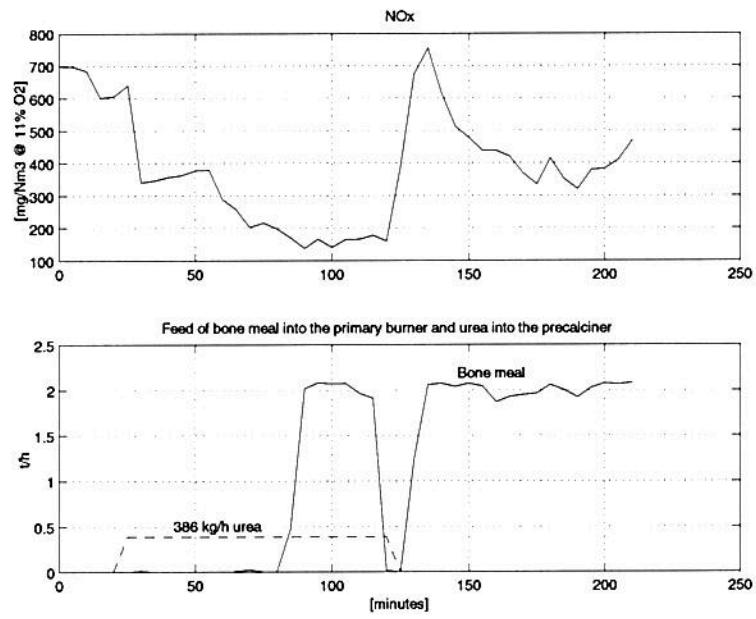 NOx
800
700
600
500
400
300
200
100
[mg/Nm3 @ 11% O2]
0 50 100 150 200 250
Feed of bone meal into the primary burner and urea into the precalciner
2.5
2
1.5
1
0.5
0
t/h
Bone meal
386 kg/h urea
0 50 100 150 200 250
[minutes]